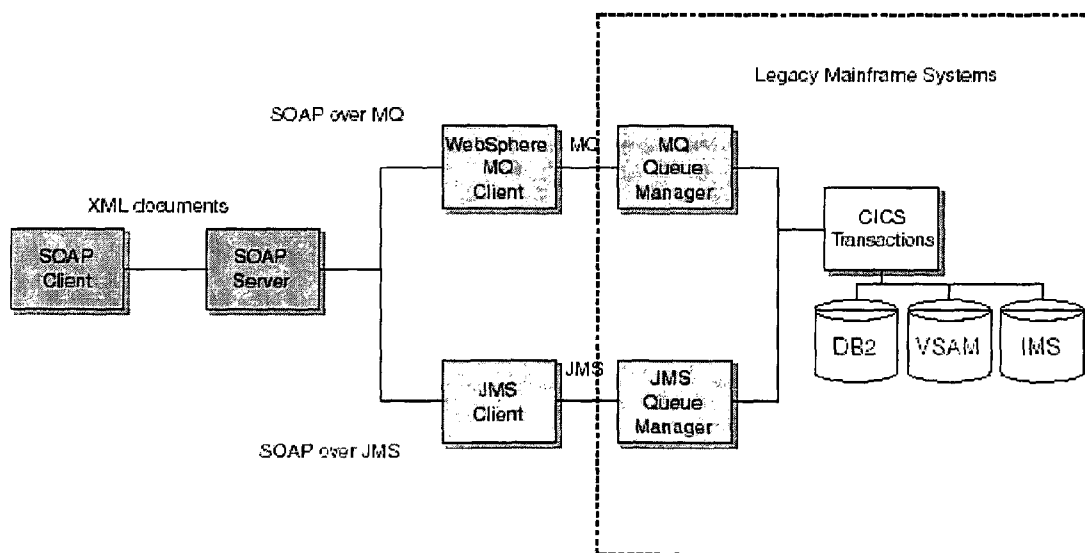 Legacy Mainframe Systems
SOAP over MQ
WebSphere
MQ
Client
MQ
MQ
Queue
Manager
XML documents
SOAP
Client
SOAP
Server
CICS
Transactions
DB2
VSAM
IMS
JMS
Client
JMS
JMS
Queue
Manager
SOAP over JMS